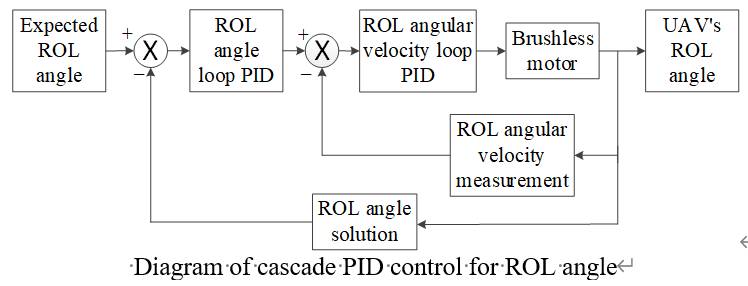 Expected
ROL
angle
+
X
−
ROL
angle
loop PID
+
X
−
ROL angular
velocity loop
PID
Brushless
motor
UAV's
ROL
angle
ROL angular
velocity
measurement
ROL angle
solution
·Diagram·of·cascade·PID·control·for·ROL·angle↵